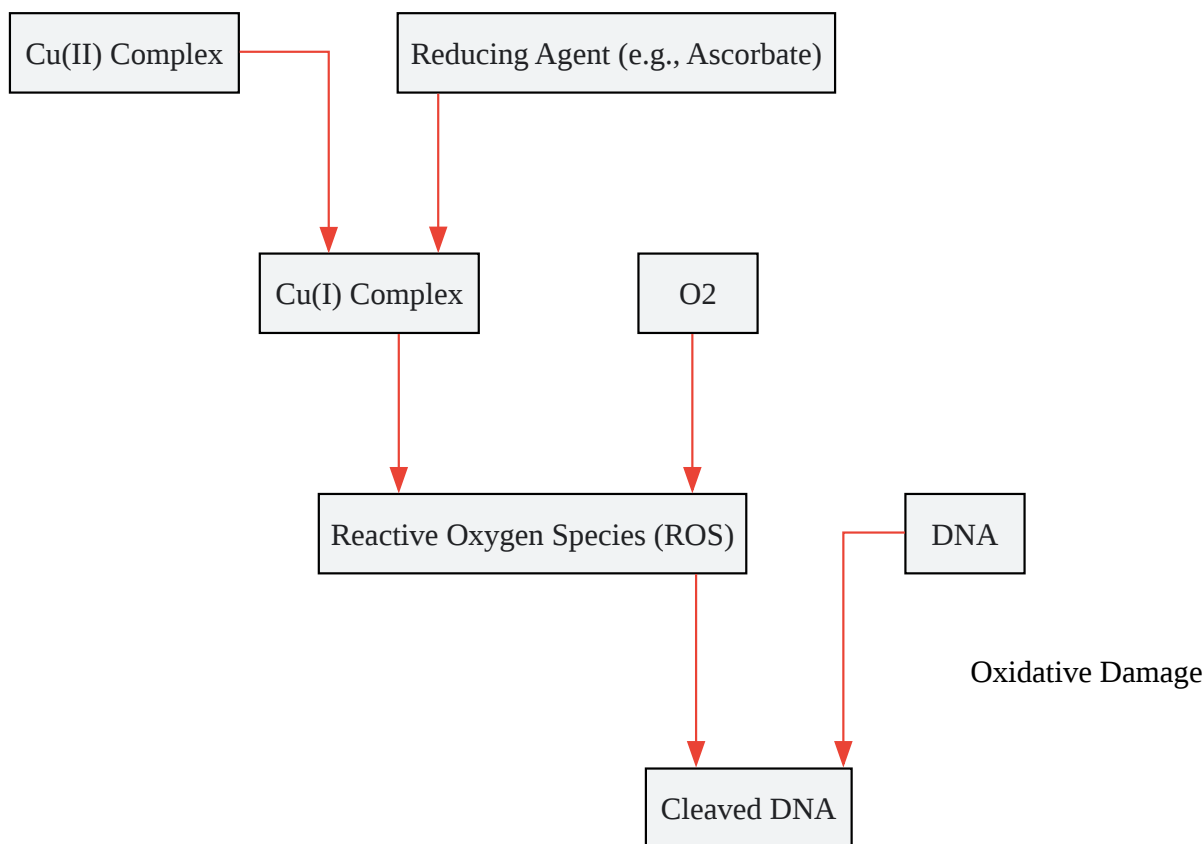 Cu(II) Complex
Reducing Agent (e.g., Ascorbate)
Cu(I) Complex
O2
Reactive Oxygen Species (ROS)
DNA
Oxidative Damage
Cleaved DNA